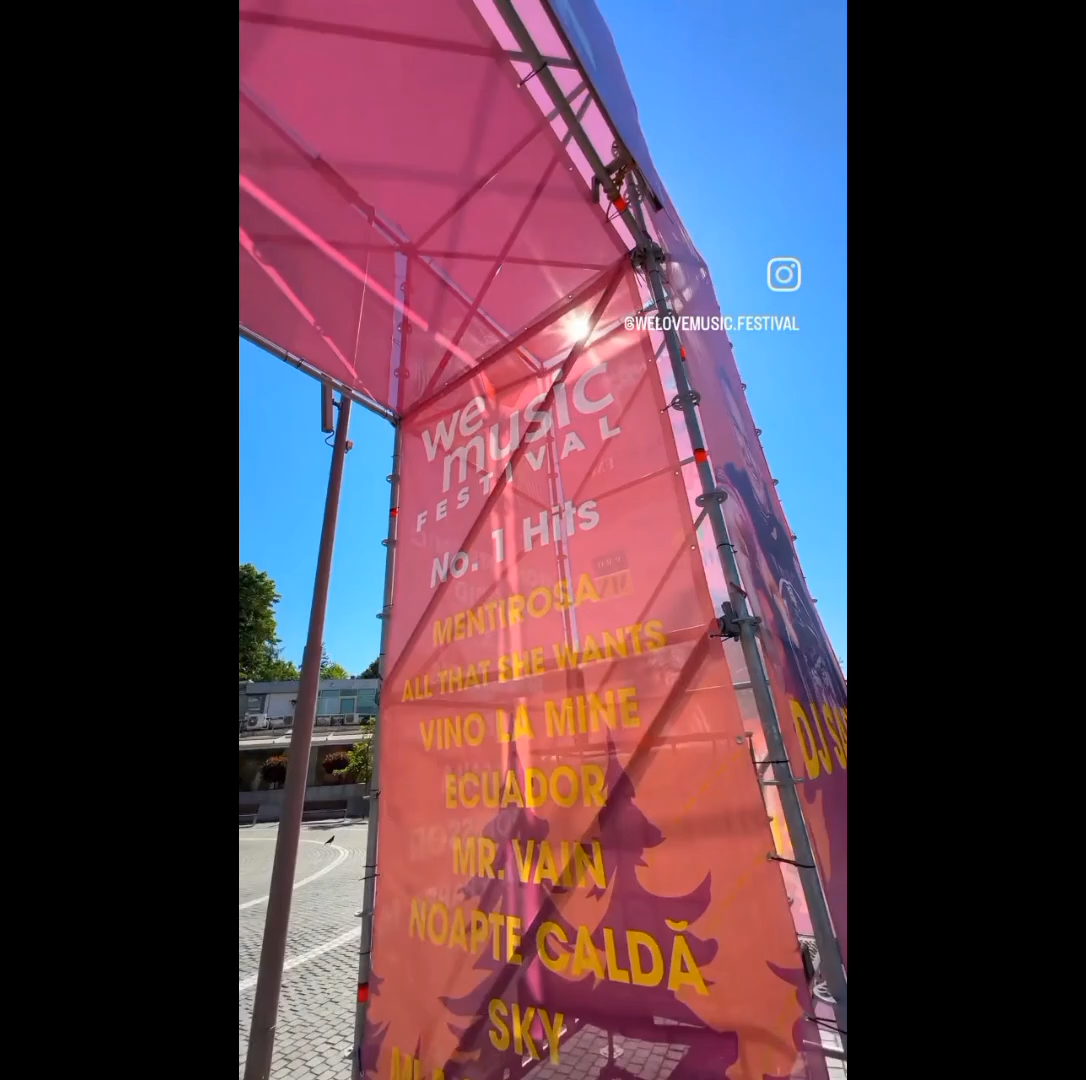 @WELOVEMUSIC.FESTIVAL
we
music
FESTIVAL
No. 1 Hits
MENTIROSA
ALL THAT SHE WANTS
VINO LA MINE
ECUADOR
MR. VAIN
NOAPTE CALDĂ
SKY
DJ